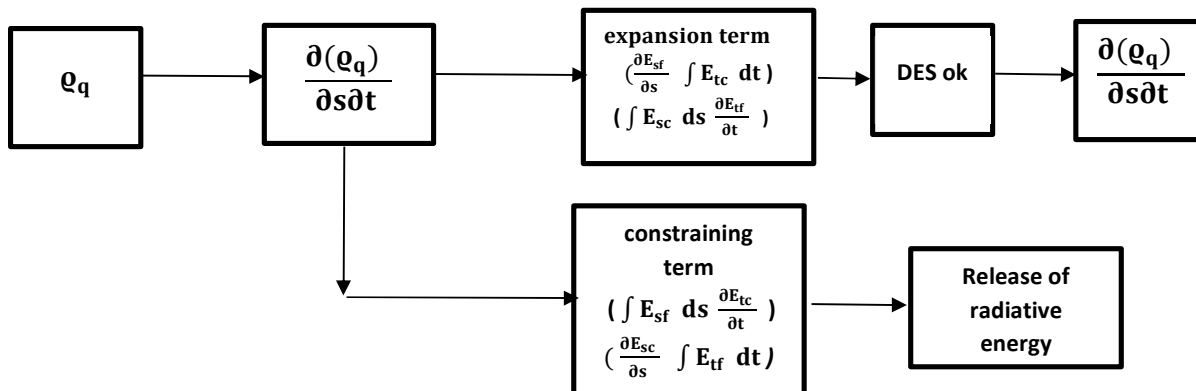 ϱq
∂(ϱq)
∂s∂t
expansion term
(∂Esf/∂s ∫ Etc dt)
( ∫ Esc ds ∂Etf/∂t )
DES ok
∂(ϱq)
∂s∂t
constraining
term
( ∫ Esf ds ∂Etc/∂t )
(∂Esc/∂s ∫ Etf dt)
Release of
radiative
energy